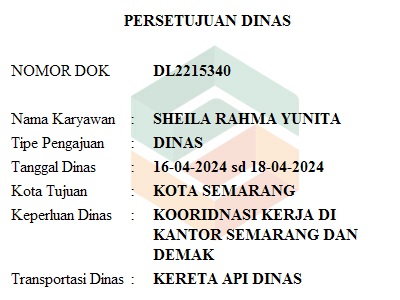 PERSETUJUAN DINAS
NOMOR DOK DL2215340
Nama Karyawan : SHEILA RAHMA YUNITA
Tipe Pengajuan : DINAS
Tanggal Dinas : 16-04-2024 sd 18-04-2024
Kota Tujuan : KOTA SEMARANG
Keperluan Dinas : KOORIDNASI KERJA DI
KANTOR SEMARANG DAN
DEMAK
Transportasi Dinas : KERETA API DINAS